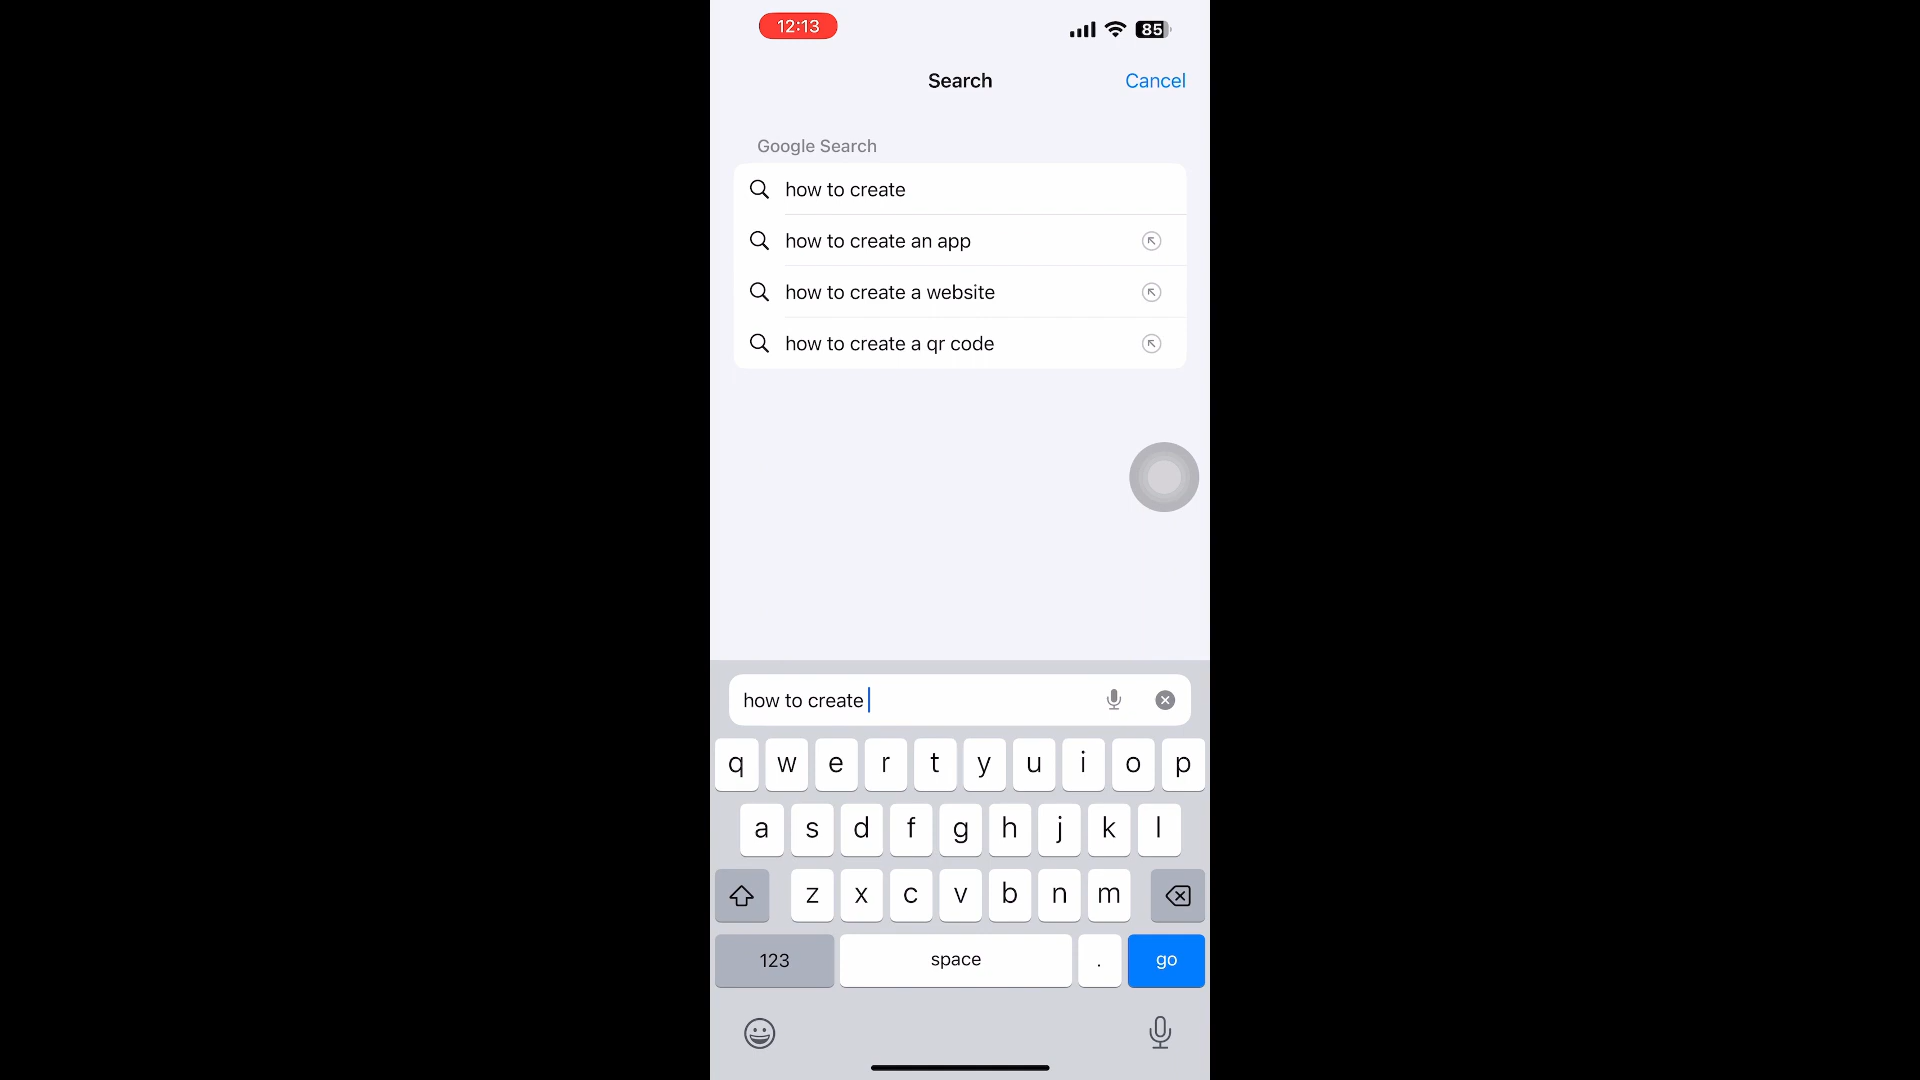 12:13
85
Search
Cancel
Google Search
how to create
how to create an app
how to create a website
how to create a qr code
how to create
q w e r t y u i o p
a s d f g h j k l
z x c v b n m
123 space . go